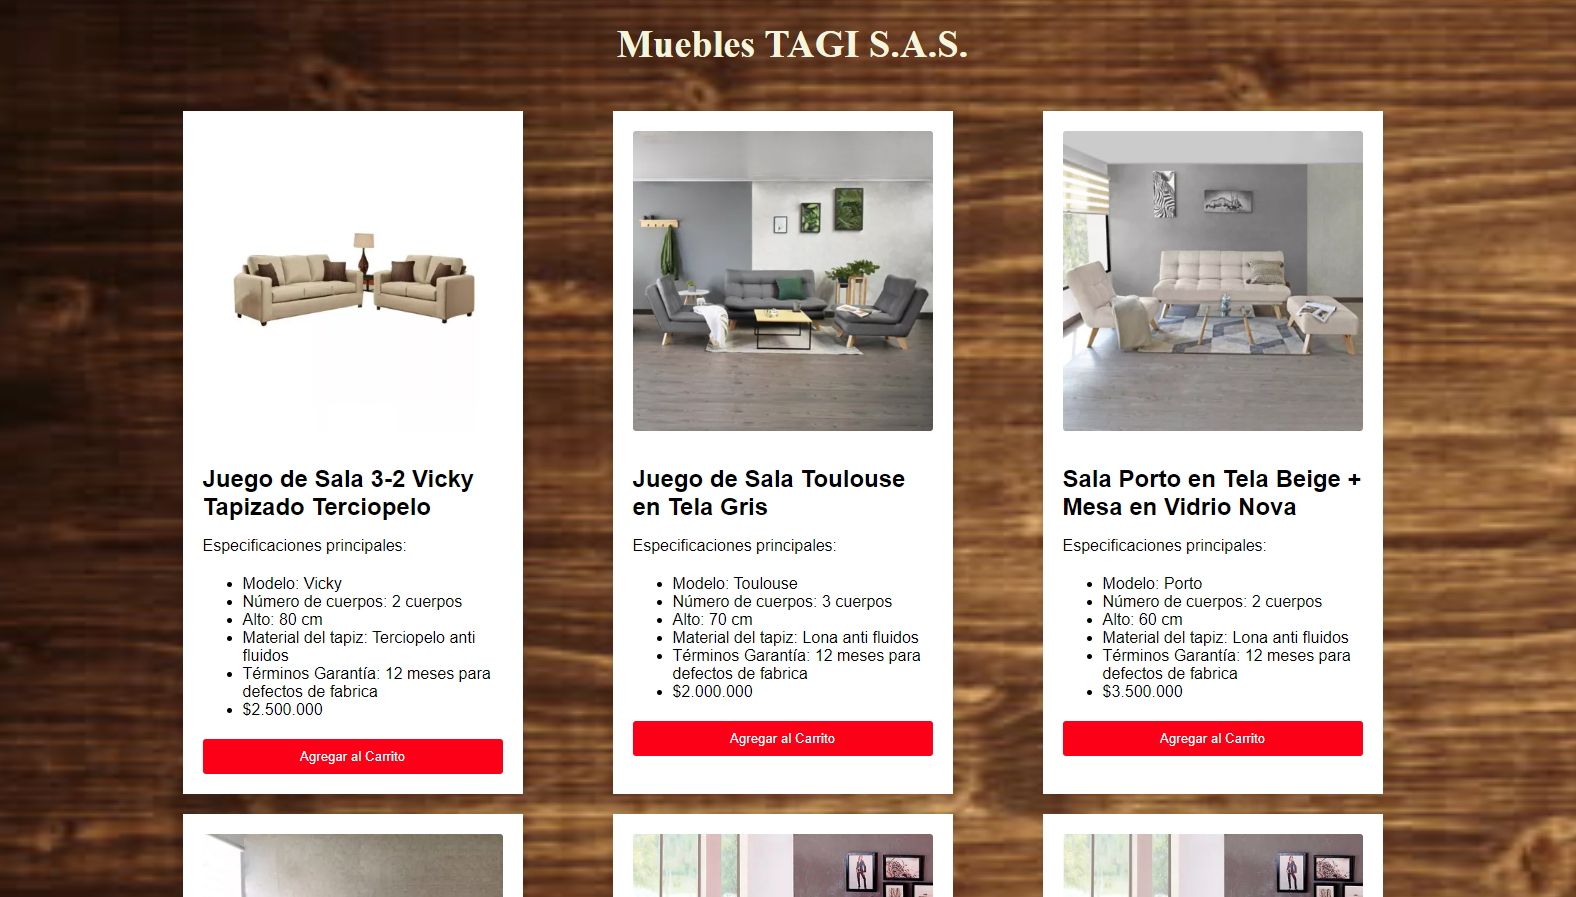 Muebles TAGI S.A.S.
Juego de Sala 3-2 Vicky
Tapizado Terciopelo
Especificaciones principales:
Modelo: Vicky
Número de cuerpos: 2 cuerpos
Alto: 80 cm
Material del tapiz: Terciopelo anti
fluidos
Términos Garantía: 12 meses para
defectos de fabrica
$2.500.000
Agregar al Carrito
Juego de Sala Toulouse
en Tela Gris
Especificaciones principales:
Modelo: Toulouse
Número de cuerpos: 3 cuerpos
Alto: 70 cm
Material del tapiz: Lona anti fluidos
Términos Garantía: 12 meses para
defectos de fabrica
$2.000.000
Agregar al Carrito
Sala Porto en Tela Beige +
Mesa en Vidrio Nova
Especificaciones principales:
Modelo: Porto
Número de cuerpos: 2 cuerpos
Alto: 60 cm
Material del tapiz: Lona anti fluidos
Términos Garantía: 12 meses para
defectos de fabrica
$3.500.000
Agregar al Carrito